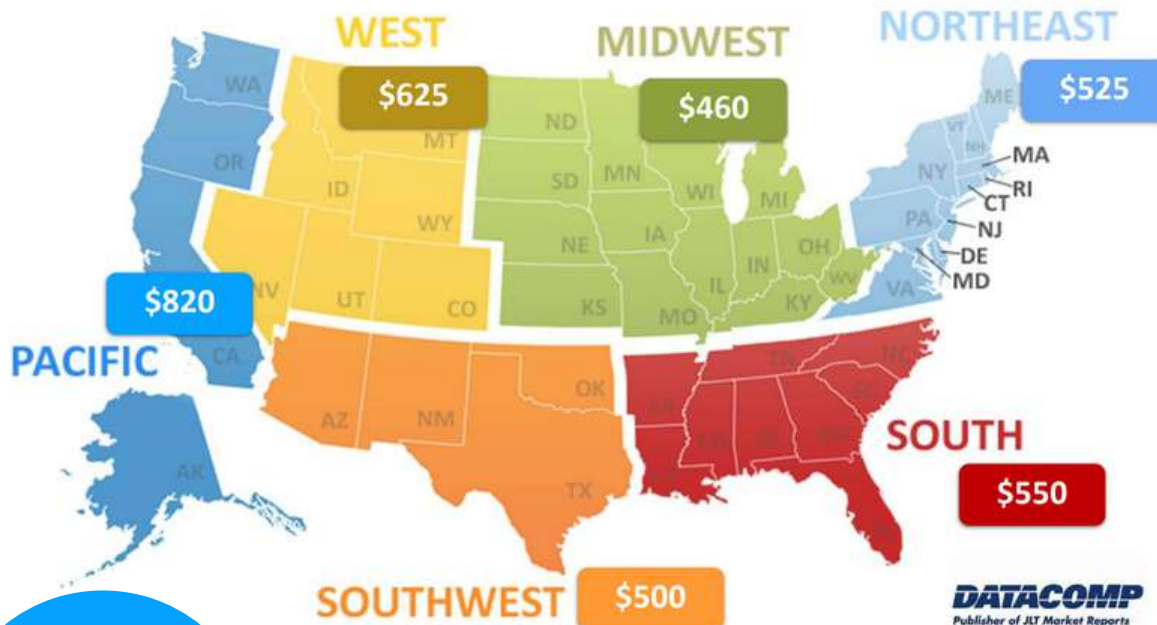 WEST
MIDWEST
NORTHEAST
$625
$460
$525
WA
MT
ND
ME
VT
NH
OR
ID
SD
MN
WI
MI
NY
MA
RI
CT
WY
NE
IA
PA
NJ
OH
IN
IL
DE
MD
WV
VA
NV
UT
CO
KS
MO
KY
$820
PACIFIC
CA
OK
TN
NC
AZ
NM
SC
SOUTH
AK
TX
$550
SOUTHWEST
$500
DATACOMP
Publisher of JLT Market Reports